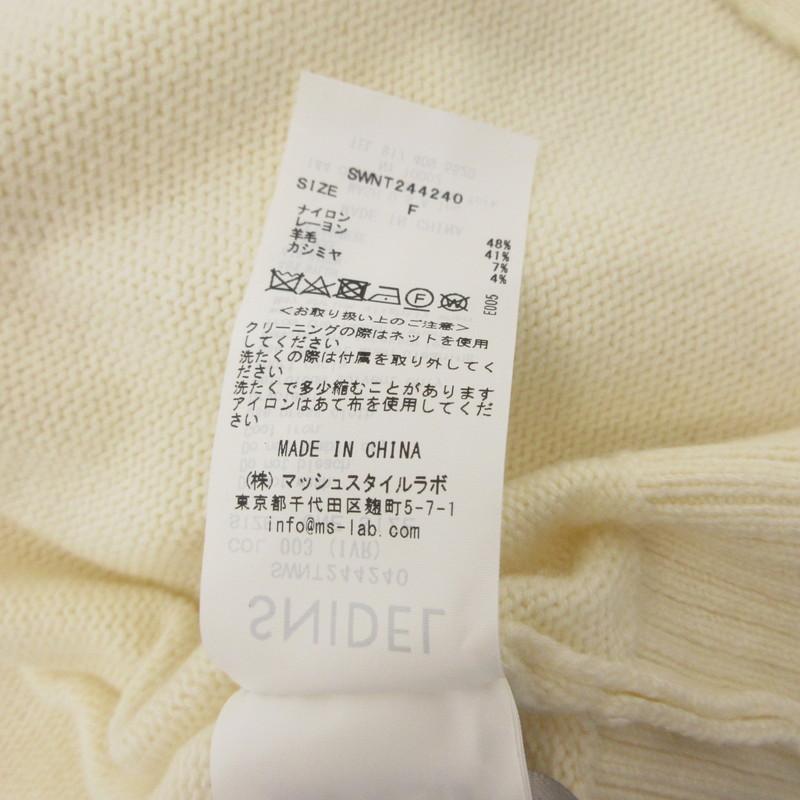 SWNT244240
SIZE F
ナイロン 48%
レーヨン 41%
羊毛 7%
カシミヤ 4%
E005
<お取り扱い上のご注意>
クリーニングの際はネットを使用
してください
洗たくの際は付属を取り外してく
ださい
洗たくで多少縮むことがあります
アイロンはあて布を使用してくだ
さい
MADE IN CHINA
(株) マッシュスタイルラボ
東京都千代田区麹町5-7-1
info@ms-lab.com
COL 003 (IVR)
SWNT244240
SNIDEL